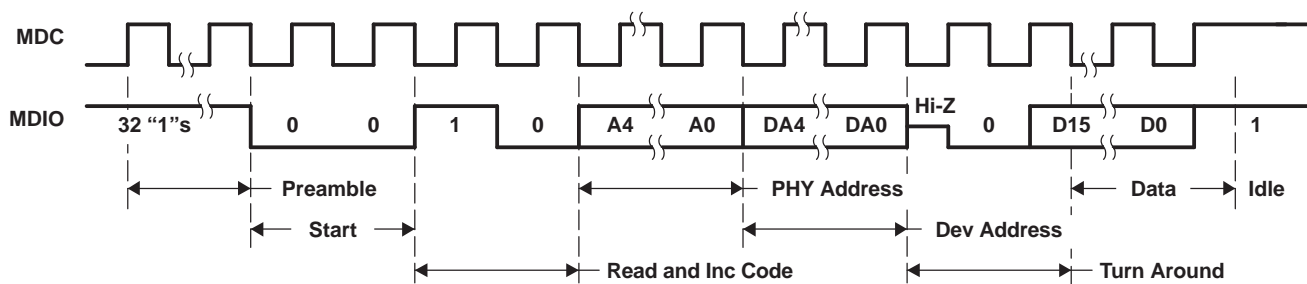 MDC
MDIO
32 “1”s 0 0 1 0 A4 A0 DA4 DA0 Hi-Z 0 D15 D0 1
Preamble PHY Address Data Idle
Start Dev Address
Read and Inc Code Turn Around